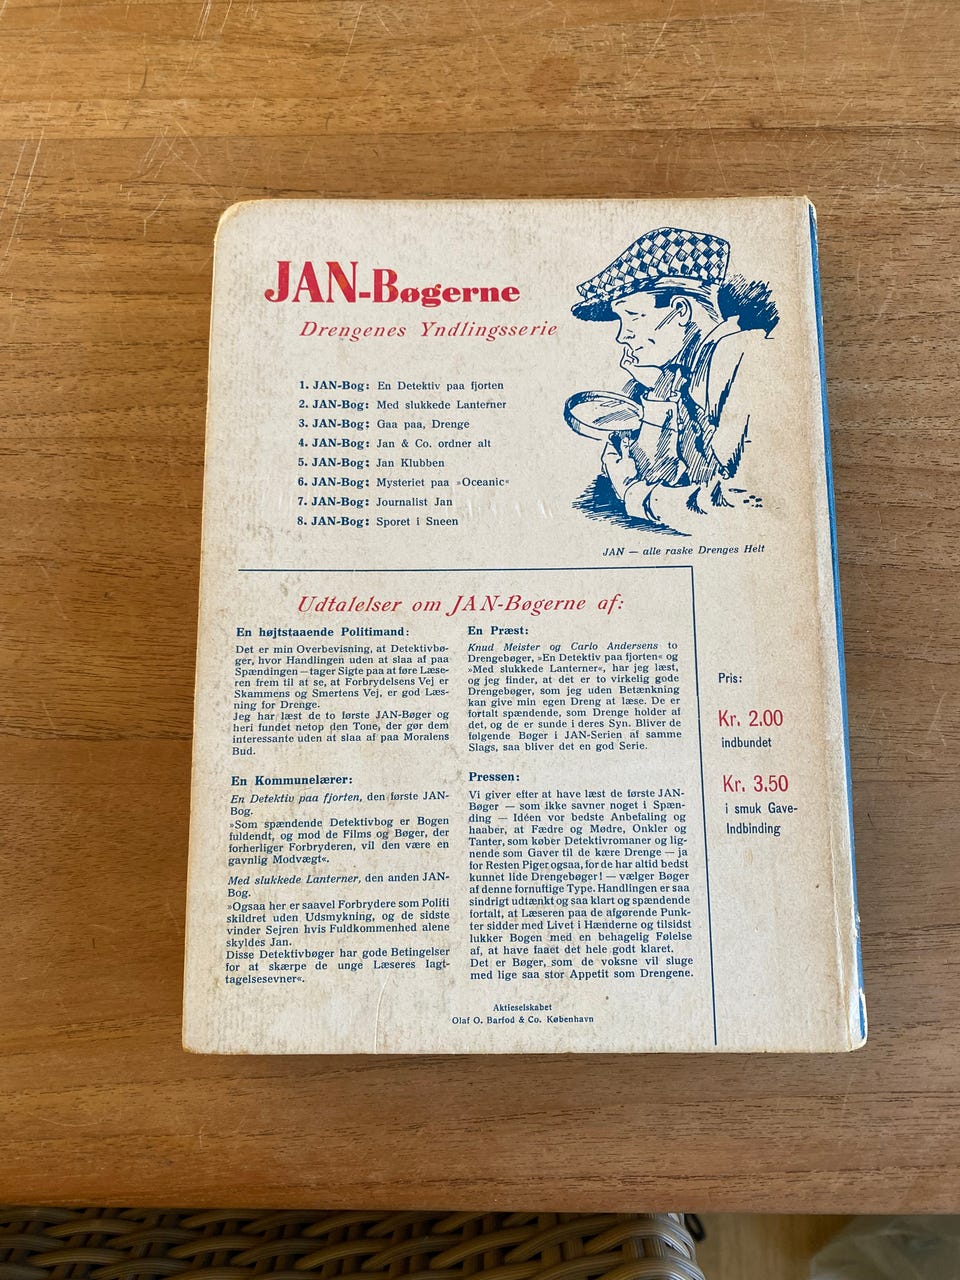 JAN-Bøgerne
Drengenes Yndlingsserie
1. JAN-Bog: En Detektiv paa fjorten
2. JAN-Bog: Med slukkede Lanterner
3. JAN-Bog: Gaa paa, Drenge
4. JAN-Bog: Jan & Co. ordner alt
5. JAN-Bog: Jan Klubben
6. JAN-Bog: Mysteriet paa »Oceanic«
7. JAN-Bog: Journalist Jan
8. JAN-Bog: Sporet i Sneen
JAN — alle raske Drenges Helt
Udtalelser om JAN-Bøgerne af:
En højtstaaende Politimand:
Det er min Overbevisning, at Detektivbø-
ger, hvor Handlingen uden at slaa af paa
Spændingen — tager Sigte paa at føre Læse-
ren frem til at se, at Forbrydelsens Vej er
Skammens og Smertens Vej, er god Læs-
ning for Drenge.
Jeg har læst de to første JAN-Bøger og
heri fundet netop den Tone, der gør dem
interessante uden at slaa af paa Moralens
Bud.
En Kommunelærer:
En Detektiv paa fjorten, den første JAN-
Bog.
»Som spændende Detektivbog er Bogen
fuldendt, og mod de Films og Bøger, der
forherliger Forbryderen, vil den være en
gavnlig Modvægt«.
Med slukkede Lanterner, den anden JAN-
Bog.
»Ogsaa her er saavel Forbrydere som Politi
skildret uden Udsmykning, og de sidste
vinder Sejren hvis Fuldkommenhed alene
skyldes Jan.
Disse Detektivbøger har gode Betingelser
for at skærpe de unge Læseres Iagt-
tagelsesevner«.
En Præst:
Knud Meister og Carlo Andersens to
Drengebøger, »En Detektiv paa fjorten« og
»Med slukkede Lanterner«, har jeg læst,
og jeg finder, at det er to virkelig gode
Drengebøger, som jeg uden Betænkning
kan give min egen Dreng at læse. De er
fortalt spændende, som Drenge holder af
det, og de er sunde i deres Syn. Bliver de
følgende Bøger i JAN-Serien af samme
Slags, saa bliver det en god Serie.
Pressen:
Vi giver efter at have læst de første JAN-
Bøger — som ikke savner noget i Spæn-
ding — Idéen vor bedste Anbefaling og
haaber, at Fædre og Mødre, Onkler og
Tanter, som køber Detektivromaner og lig-
nende som Gaver til de kære Drenge — ja
for Resten Piger ogsaa, for de har altid bedst
kunnet lide Drengebøger! — vælger Bøger
af denne fornuftige Type. Handlingen er saa
sindrigt udtænkt og saa klart og spændende
fortalt, at Læseren paa de afgørende Punk-
ter sidder med Livet i Hænderne og tilsidst
lukker Bogen med en behagelig Følelse
af, at have faaet det hele godt klaret.
Det er Bøger, som de voksne vil sluge
med lige saa stor Appetit som Drengene.
Pris:
Kr. 2.00
indbundet
Kr. 3.50
i smuk Gave-
Indbinding
Aktieselskabet
Olaf O. Barfod & Co. København